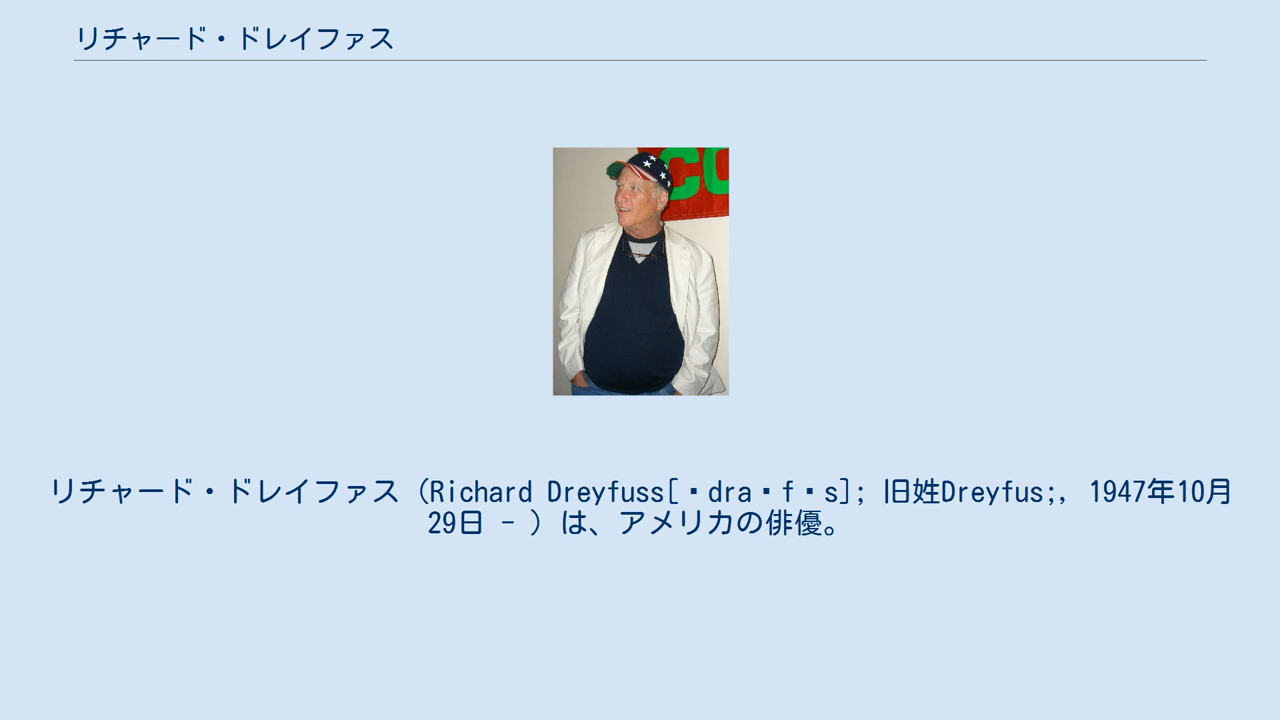 リチャード・ドレイファス
CO
リチャード・ドレイファス（Richard Dreyfuss[▪dra▪f▪s]; 旧姓Dreyfus;, 1947年10月
29日 - ）は、アメリカの俳優。